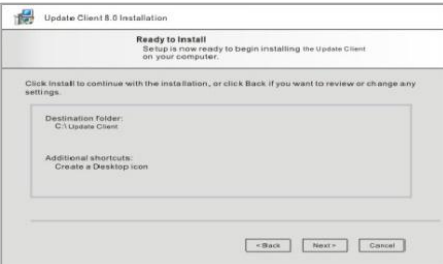 Update Client 8.0 Installation
Ready to Install
Setup is now ready to begin installing the Update Client
on your computer.
Click Install to continue with the installation, or click Back if you want to review or change any
settings.
Destination folder:
C:\ Update Client
Additional shortcuts:
Create a Desktop icon
< Back
Next >
Cancel